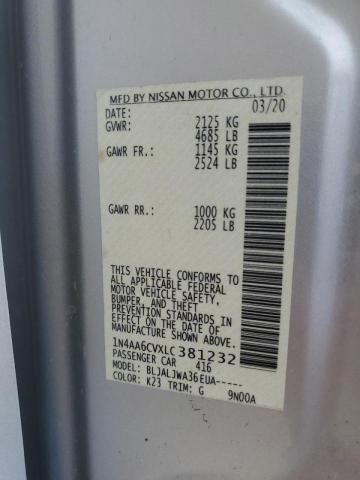 MFD BY NISSAN MOTOR CO., LTD.
DATE: 03/20
GVWR: 2125 KG
4685 LB
GAWR FR.: 1145 KG
2524 LB
GAWR RR.: 1000 KG
2205 LB
THIS VEHICLE CONFORMS TO
ALL APPLICABLE FEDERAL
MOTOR VEHICLE SAFETY,
BUMPER, AND THEFT
PREVENTION STANDARDS IN
EFFECT ON THE DATE OF
MANUFACTURE SHOWN ABOVE.
1N4AA6CVXLC381232
PASSENGER CAR 416
MODEL: BLJALJWA36EUA-----
COLOR: K23 TRIM: G 9N00A